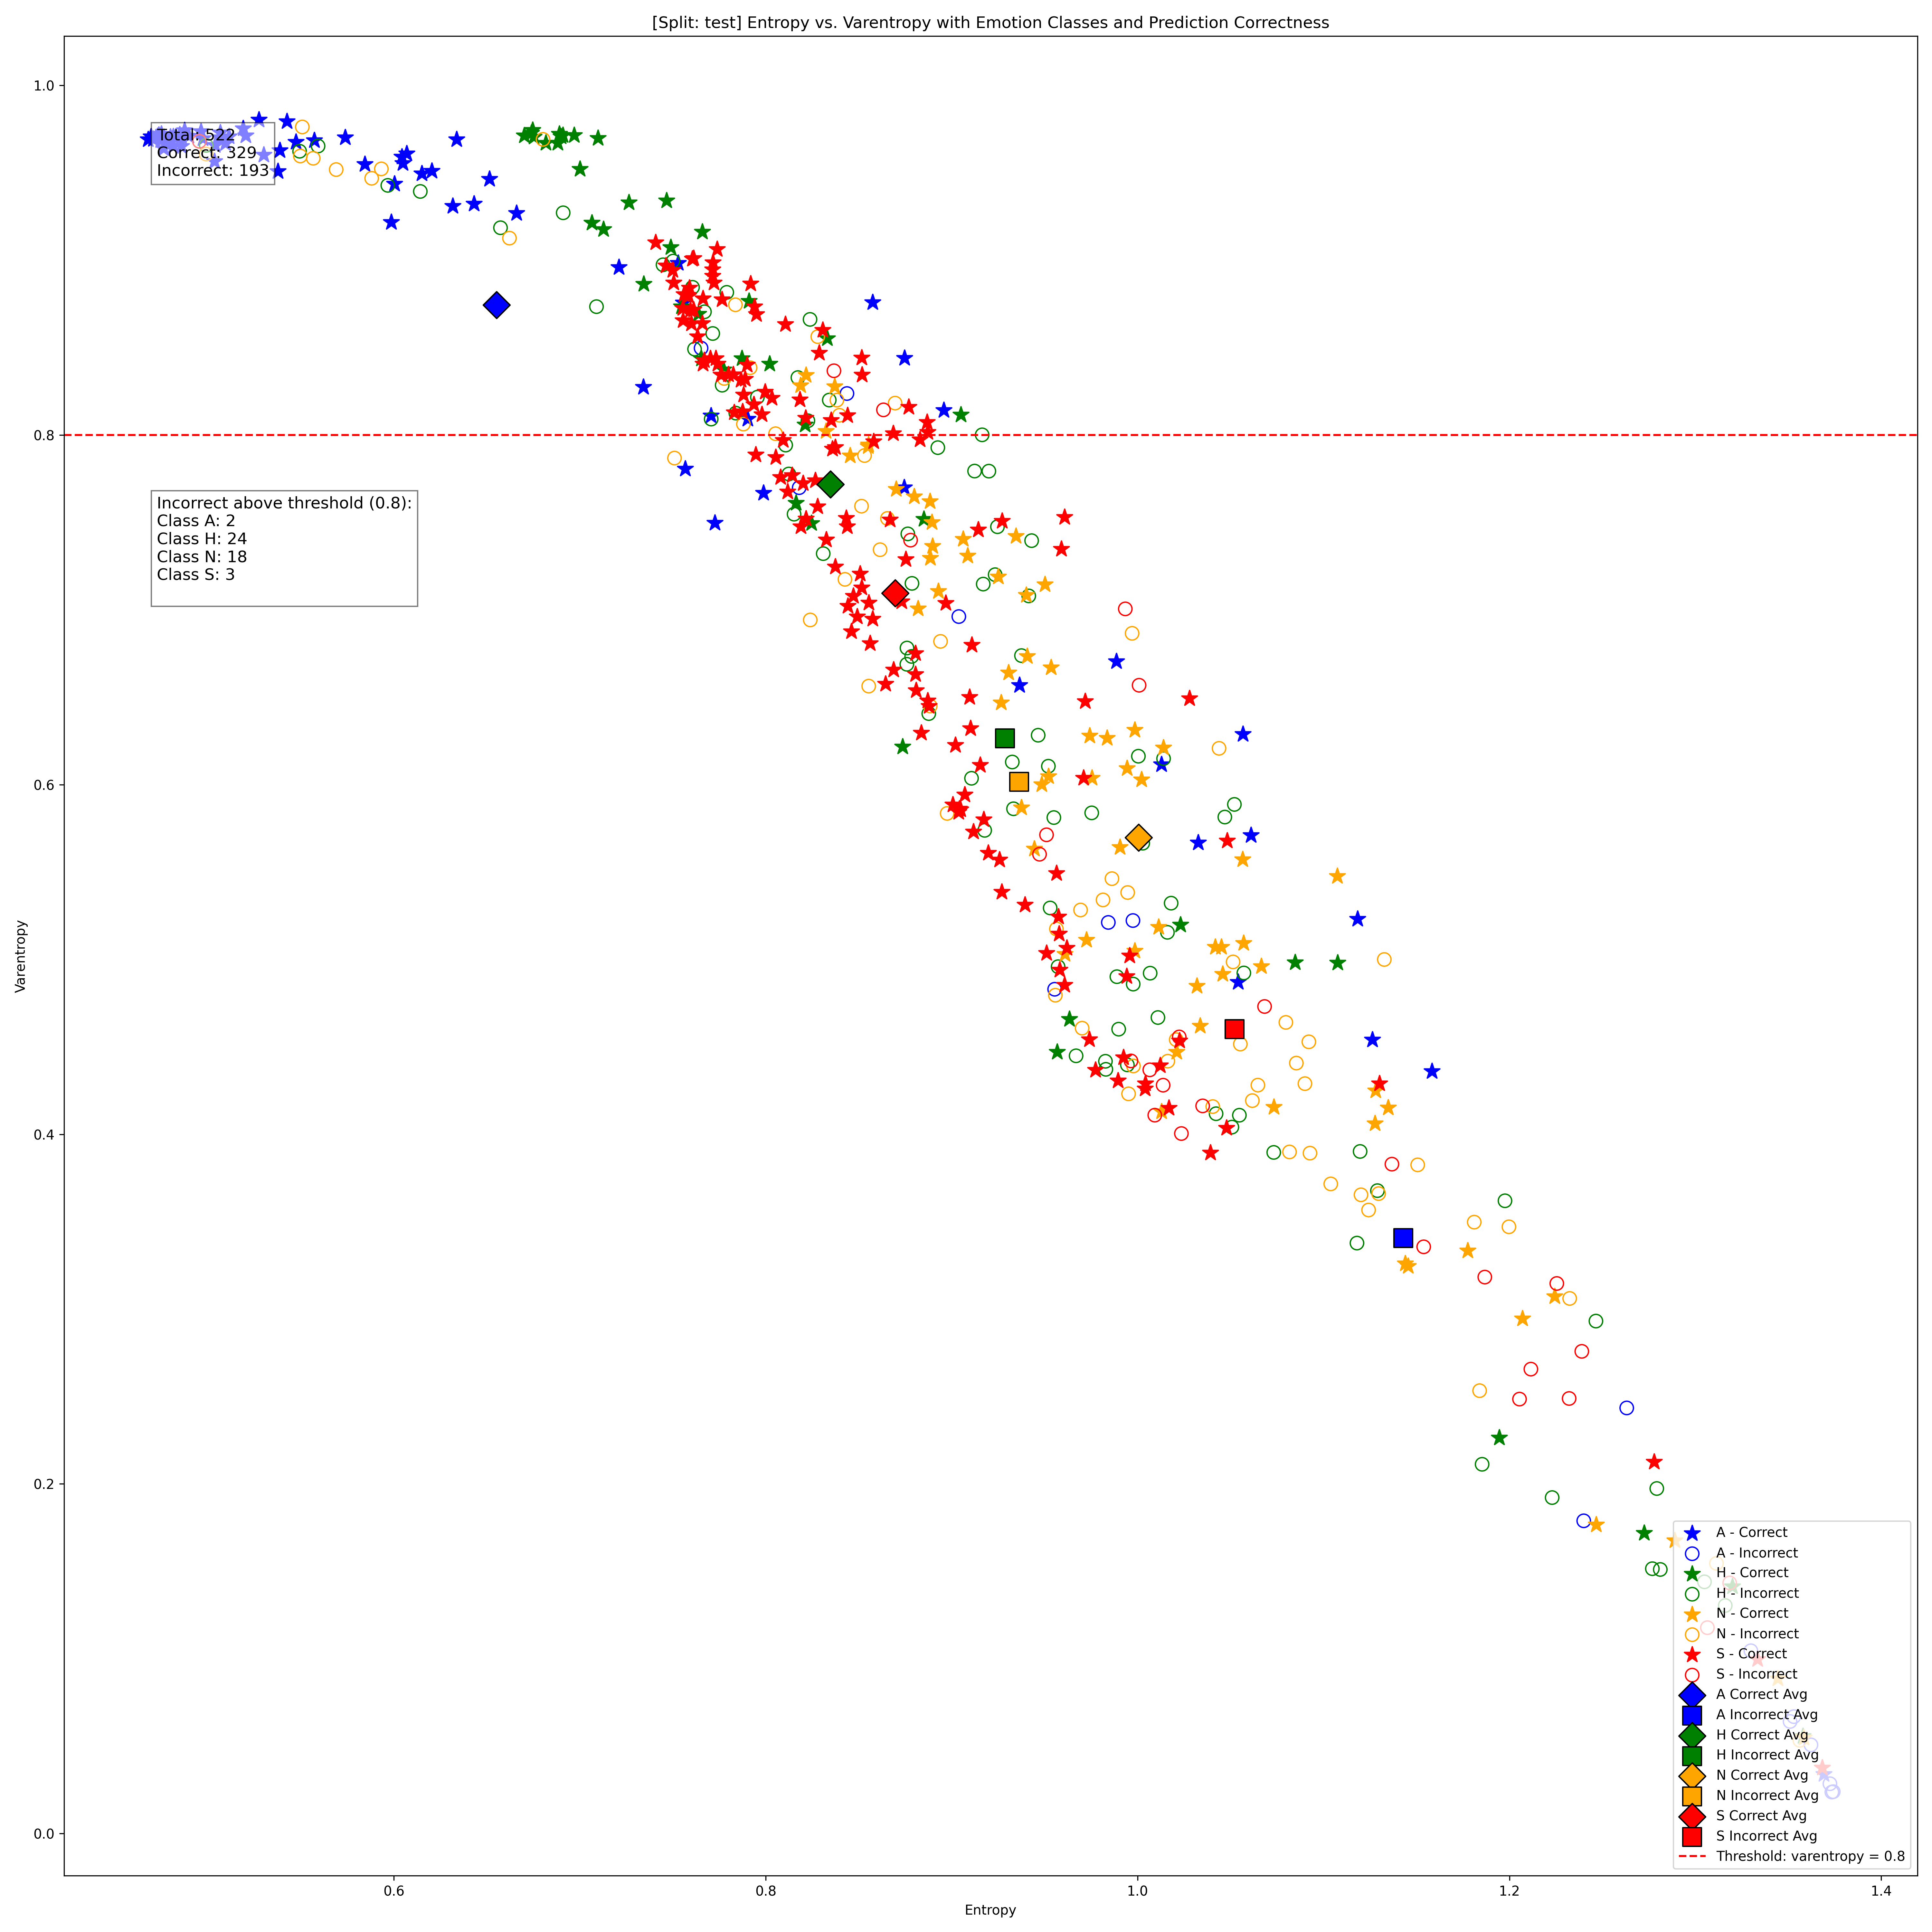 [Split: test] Entropy vs. Varentropy with Emotion Classes and Prediction Correctness
1.0
0.8
0.6
0.4
0.2
0.0
Varentropy
Total: 522
Correct: 329
Incorrect: 193
Incorrect above threshold (0.8):
Class A: 2
Class H: 24
Class N: 18
Class S: 3
A - Correct
A - Incorrect
H - Correct
H - Incorrect
N - Correct
N - Incorrect
S - Correct
S - Incorrect
A Correct Avg
A Incorrect Avg
H Correct Avg
H Incorrect Avg
N Correct Avg
N Incorrect Avg
S Correct Avg
S Incorrect Avg
Threshold: varentropy = 0.8
0.6
0.8
1.0
1.2
1.4
Entropy